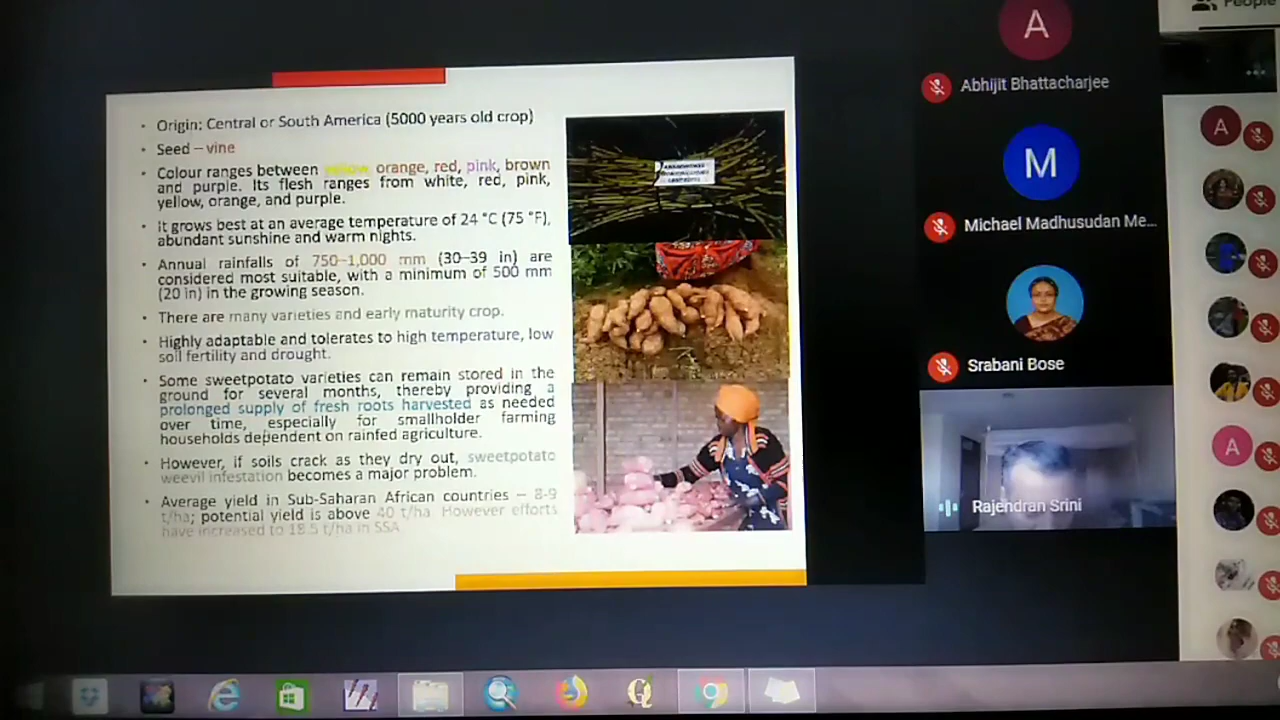 • Origin: Central or South America (5000 years old crop)
• Seed – vine
• Colour ranges between yellow, orange, red, pink, brown
and purple. Its flesh ranges from white, red, pink,
yellow, orange, and purple.
• It grows best at an average temperature of 24 °C (75 °F),
abundant sunshine and warm nights.
• Annual rainfalls of 750–1,000 mm (30–39 in) are
considered most suitable, with a minimum of 500 mm
(20 in) in the growing season.
• There are many varieties and early maturity crop.
• Highly adaptable and tolerates to high temperature, low
soil fertility and drought.
• Some sweetpotato varieties can remain stored in the
ground for several months, thereby providing a
prolonged supply of fresh roots harvested as needed
over time, especially for smallholder farming
households dependent on rainfed agriculture.
• However, if soils crack as they dry out, sweetpotato
weevil infestation becomes a major problem.
• Average yield in Sub-Saharan African countries – 8-9
t/ha; potential yield is above 40 t/ha. However efforts
have increased to 18.5 t/ha in SSA
A
Abhijit Bhattacharjee
M
Michael Madhusudan Me...
Srabani Bose
Rajendran Srini
People
A
A